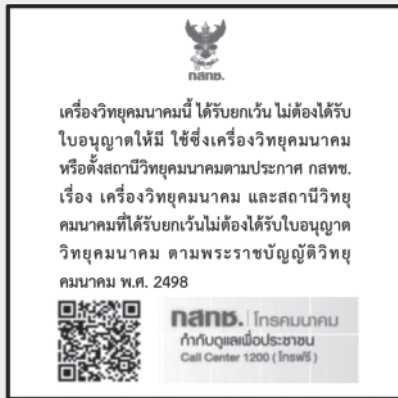 กสทช.
เครื่องวิทยุคมนาคมนี้ ได้รับยกเว้น ไม่ต้องได้รับ
ใบอนุญาตให้มี ใช้ซึ่งเครื่องวิทยุคมนาคม
หรือตั้งสถานีวิทยุคมนาคมตามประกาศ กสทช.
เรื่อง เครื่องวิทยุคมนาคม และสถานีวิทยุ
คมนาคมที่ได้รับยกเว้นไม่ต้องได้รับใบอนุญาต
วิทยุคมนาคม ตามพระราชบัญญัติวิทยุ
คมนาคม พ.ศ. 2498
กสทช. | โทรคมนาคม
กำกับดูแลเพื่อประชาชน
Call Center 1200 ( โทรฟรี )